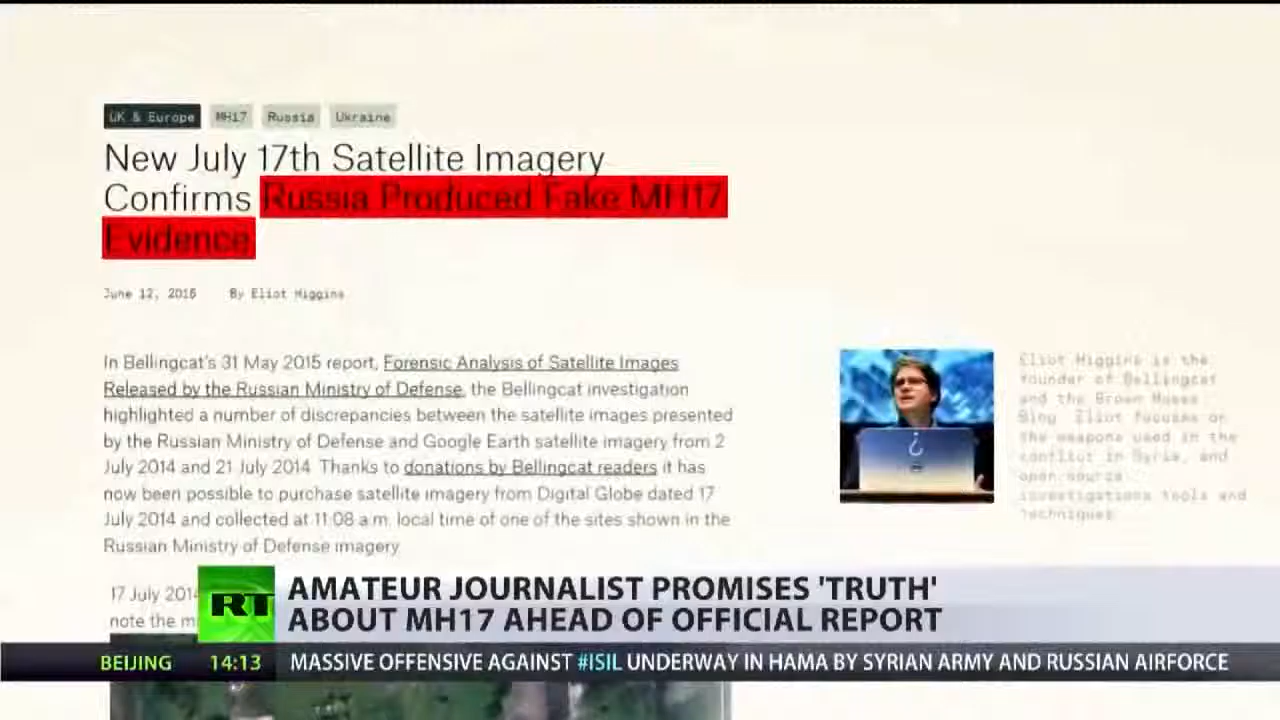 UK & Europe MH17 Russia Ukraine
New July 17th Satellite Imagery
Confirms Russia Produced Fake MH17
Evidence
June 12, 2015 By Eliot Higgins
In Bellingcat's 31 May 2015 report, Forensic Analysis of Satellite Images
Released by the Russian Ministry of Defense, the Bellingcat investigation
highlighted a number of discrepancies between the satellite images presented
by the Russian Ministry of Defense and Google Earth satellite imagery from 2
July 2014 and 21 July 2014. Thanks to donations by Bellingcat readers it has
now been possible to purchase satellite imagery from Digital Globe dated 17
July 2014 and collected at 11:08 a.m. local time of one of the sites shown in the
Russian Ministry of Defense imagery
Eliot Higgins is the
founder of Bellingcat
and the Brown Moses
Blog. Eliot focuses on
the weapons used in the
conflict in Syria, and
open source
investigations tools and
techniques
17 July 2014
note the
RT
AMATEUR JOURNALIST PROMISES 'TRUTH'
ABOUT MH17 AHEAD OF OFFICIAL REPORT
BEIJING 14:13 MASSIVE OFFENSIVE AGAINST #ISIL UNDERWAY IN HAMA BY SYRIAN ARMY AND RUSSIAN AIRFORCE